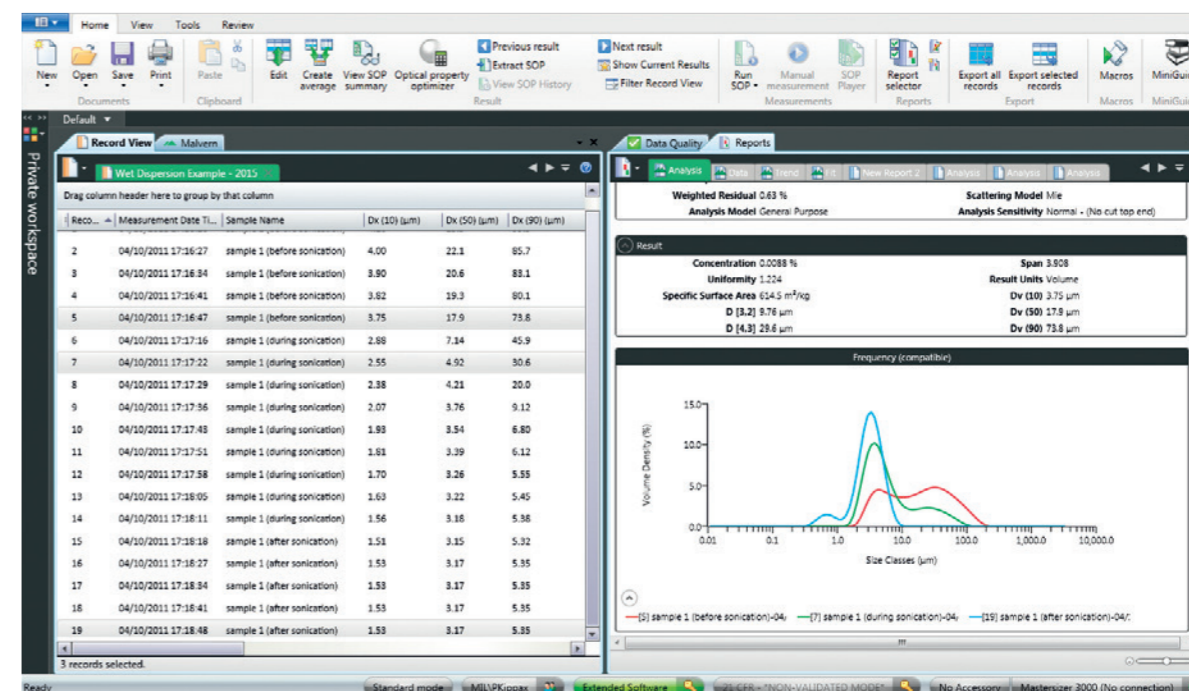 Home View Tools Review
New Open Save Print Paste Edit Create average View SOP summary Optical property optimizer
Previous result
Extract SOP
View SOP History
Next result
Show Current Results
Filter Record View
Run SOP Manual measurement SOP Player Report selector Export all records Export selected records Macros MiniGui
Documents Clipboard Result Measurements Reports Export Macros MiniGui
Default
Private workspace
Record View Malvern
Wet Dispersion Example - 2015
Drag column header here to group by that column
Reco... Measurement Date Ti... Sample Name Dx (10) (µm) Dx (50) (µm) Dx (90) (µm)
2 04/10/2011 17:16:27 sample 1 (before sonication) 4.00 22.1 85.7
3 04/10/2011 17:16:34 sample 1 (before sonication) 3.90 20.6 83.1
4 04/10/2011 17:16:41 sample 1 (before sonication) 3.82 19.3 80.1
5 04/10/2011 17:16:47 sample 1 (before sonication) 3.75 17.9 73.8
6 04/10/2011 17:17:16 sample 1 (during sonication) 2.88 7.14 45.9
7 04/10/2011 17:17:22 sample 1 (during sonication) 2.55 4.92 30.6
8 04/10/2011 17:17:29 sample 1 (during sonication) 2.38 4.21 20.0
9 04/10/2011 17:17:36 sample 1 (during sonication) 2.07 3.76 9.12
10 04/10/2011 17:17:43 sample 1 (during sonication) 1.93 3.54 6.80
11 04/10/2011 17:17:51 sample 1 (during sonication) 1.81 3.39 6.12
12 04/10/2011 17:17:58 sample 1 (during sonication) 1.70 3.26 5.55
13 04/10/2011 17:18:05 sample 1 (during sonication) 1.63 3.22 5.45
14 04/10/2011 17:18:11 sample 1 (during sonication) 1.56 3.18 5.38
15 04/10/2011 17:18:18 sample 1 (after sonication) 1.51 3.15 5.32
16 04/10/2011 17:18:27 sample 1 (after sonication) 1.53 3.17 5.35
17 04/10/2011 17:18:34 sample 1 (after sonication) 1.53 3.17 5.35
18 04/10/2011 17:18:41 sample 1 (after sonication) 1.53 3.17 5.35
19 04/10/2011 17:18:48 sample 1 (after sonication) 1.53 3.17 5.35
3 records selected.
Data Quality Reports
Analysis Data Trend Fit New Report 2 Analysis Analysis Analysis
Weighted Residual 0.63 % Scattering Model Mie
Analysis Model General Purpose Analysis Sensitivity Normal - (No cut top end)
Result
Concentration 0.0088 % Span 3.908
Uniformity 1.224 Result Units Volume
Specific Surface Area 614.5 m²/kg Dv (10) 3.75 µm
D [3,2] 9.76 µm Dv (50) 17.9 µm
D [4,3] 29.6 µm Dv (90) 73.8 µm
Frequency (compatible)
Volume Density (%)
15.0
10.0
5.0
0.0
0.01 0.1 1.0 10.0 100.0 1,000.0 10,000.0
Size Classes (µm)
[5] sample 1 (before sonication)-04, [7] sample 1 (during sonication)-04, [19] sample 1 (after sonication)-04/:
Ready Standard mode MIL\PKippax Extended Software 21 CFR - *NON-VALIDATED MODE* No Accessory Mastersizer 3000 (No connection)